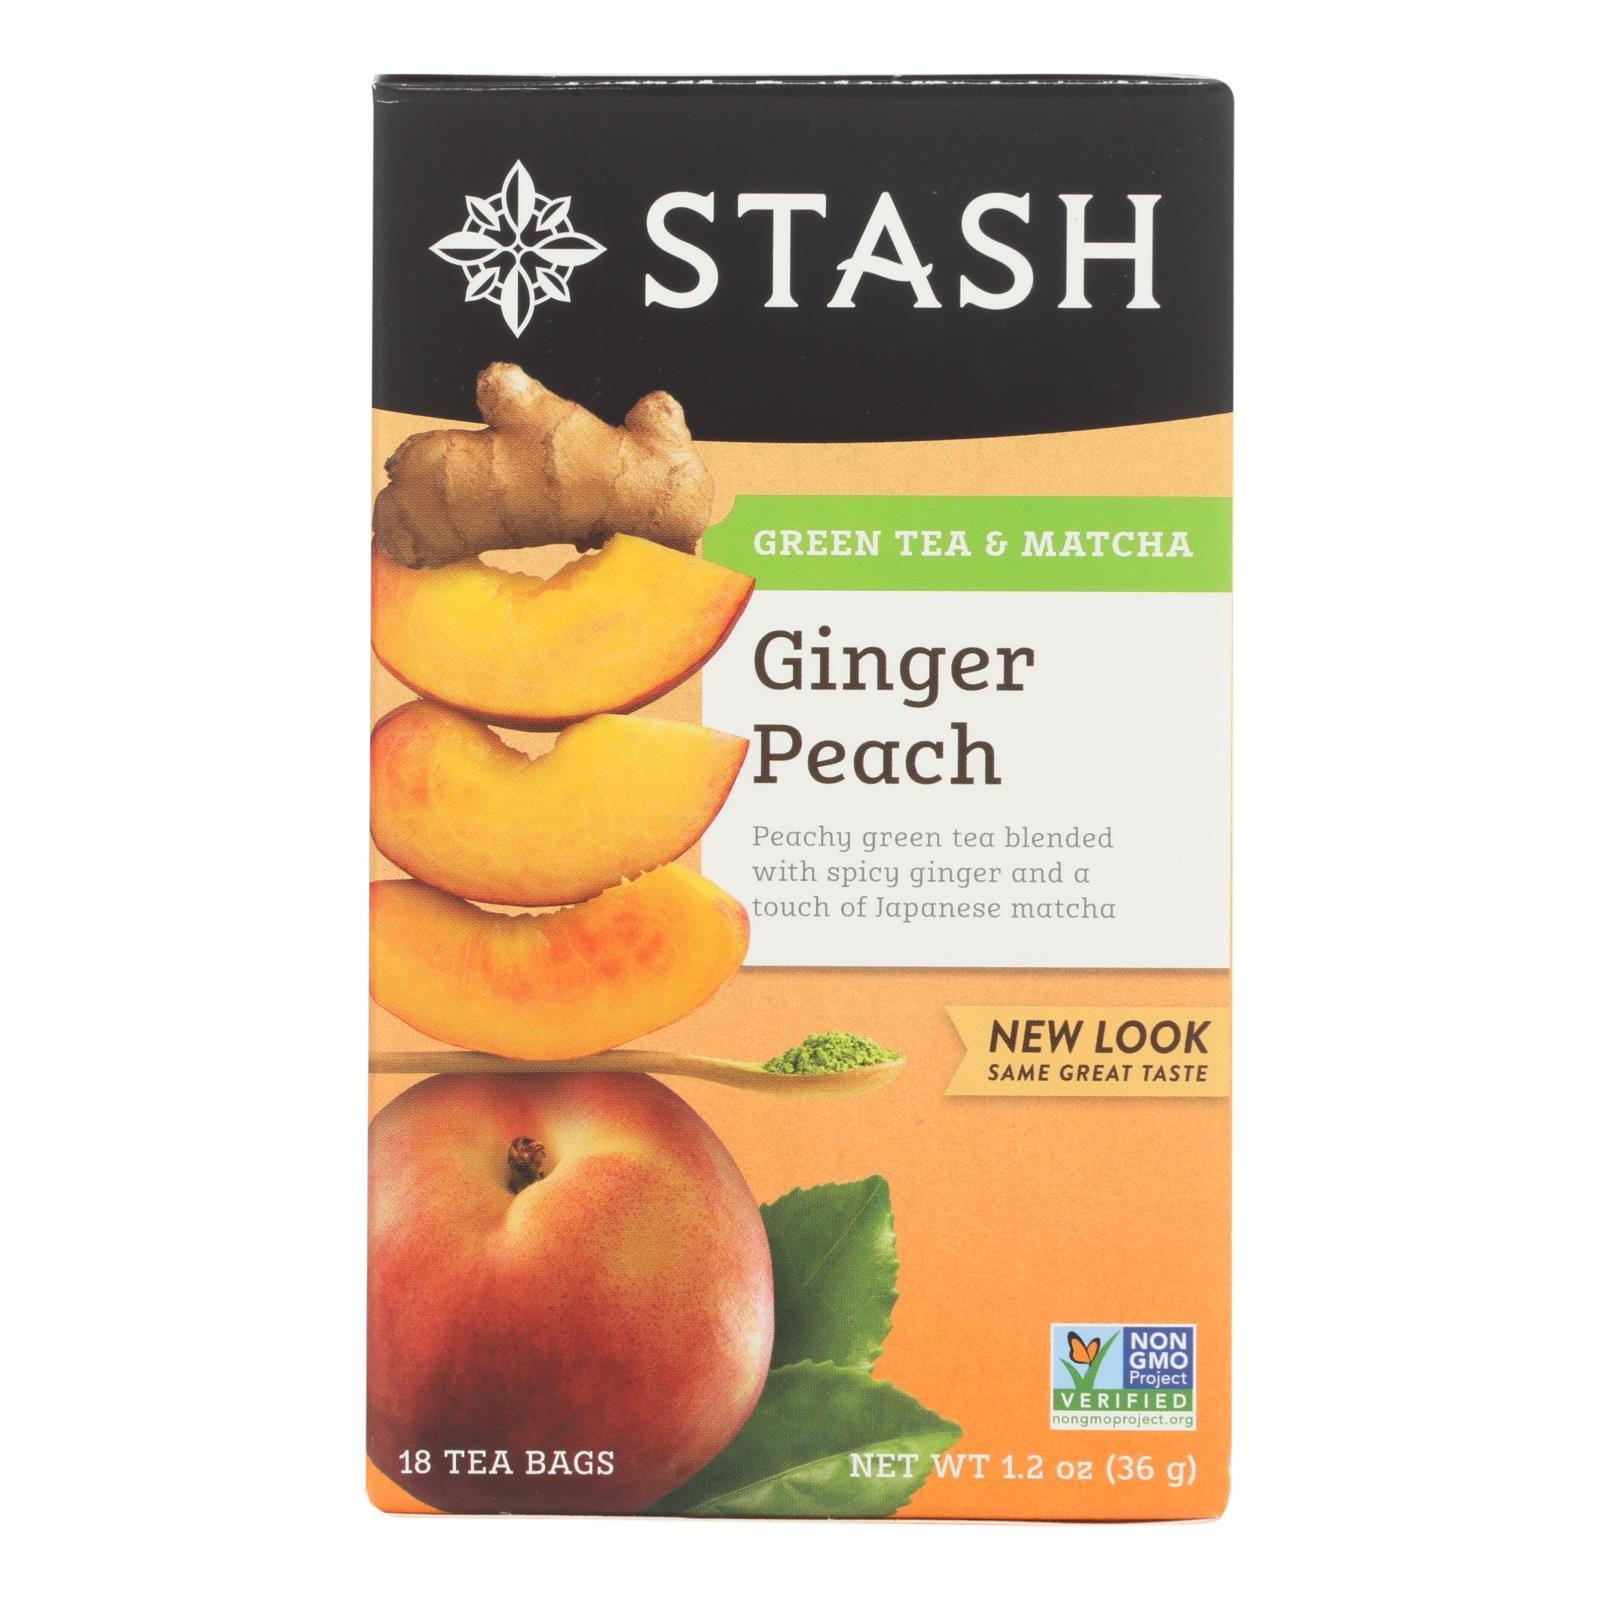 STASH
GREEN TEA & MATCHA
Ginger
Peach
Peachy green tea blended
with spicy ginger and a
touch of Japanese matcha
NEW LOOK
SAME GREAT TASTE
NON
GMO
Project
VERIFIED
nongmoproject.org
18 TEA BAGS
NET WT 1.2 oz (36 g)